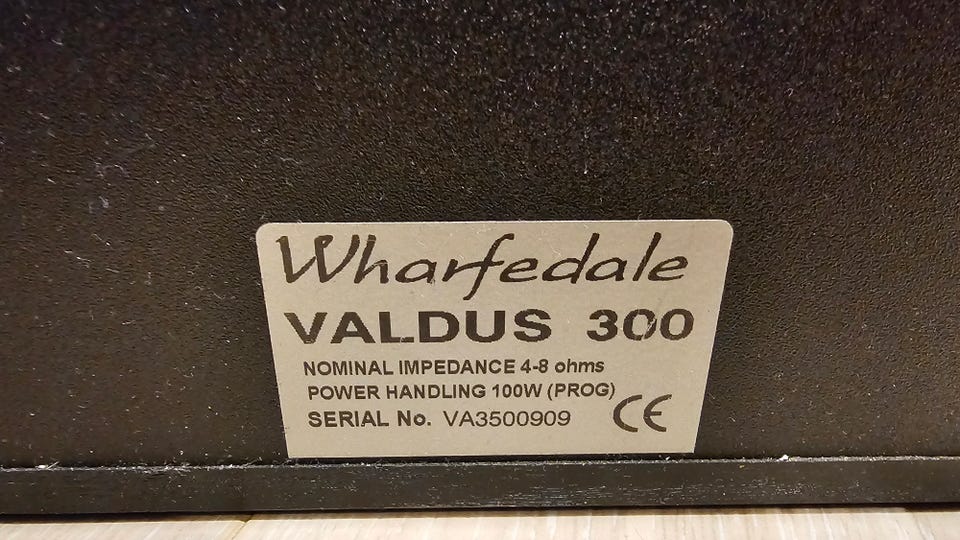 Wharfedale
VALDUS 300
NOMINAL IMPEDANCE 4-8 ohms
POWER HANDLING 100W (PROG)
SERIAL No. VA3500909
CE